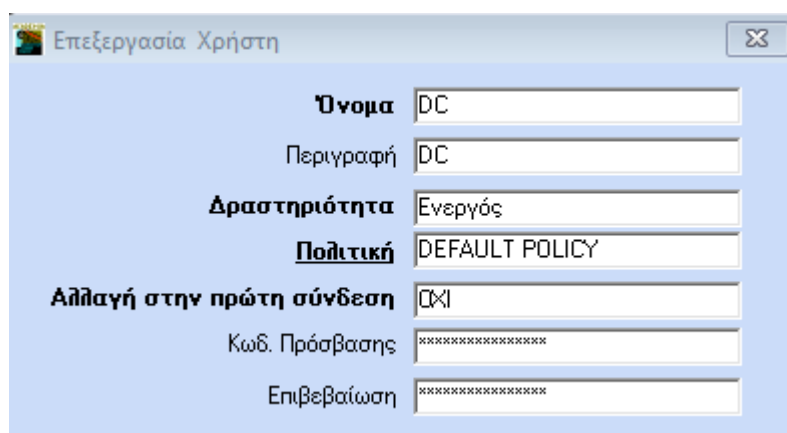 Επεξεργασία Χρήστη
Όνομα DC
Περιγραφή DC
Δραστηριότητα Ενεργός
Πολιτική DEFAULT POLICY
Αλλαγή στην πρώτη σύνδεση ΟΧΙ
Κωδ. Πρόσβασης ****************
Επιβεβαίωση ****************